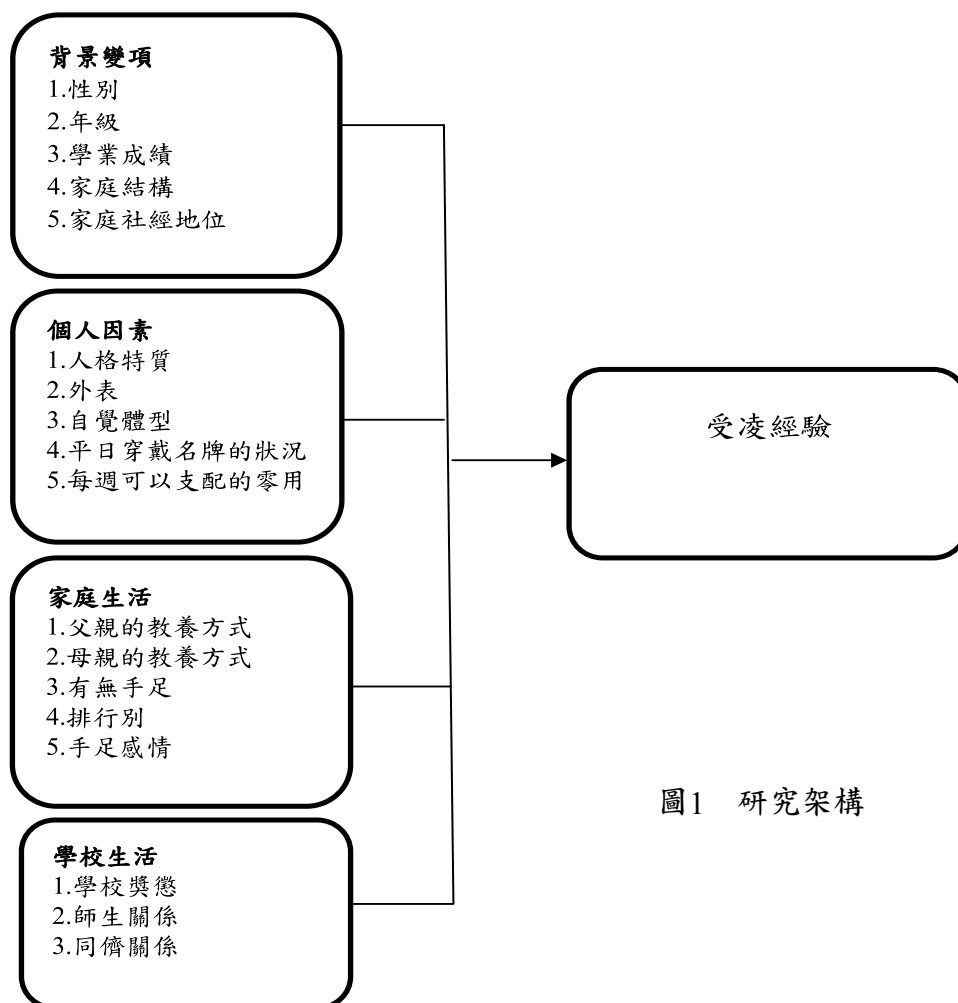 背景變項
1.性別
2.年級
3.學業成績
4.家庭結構
5.家庭社經地位
個人因素
1.人格特質
2.外表
3.自覺體型
4.平日穿戴名牌的狀況
5.每週可以支配的零用
受凌經驗
家庭生活
1.父親的教養方式
2.母親的教養方式
3.有無手足
4.排行別
5.手足感情
圖1　研究架構
學校生活
1.學校獎懲
2.師生關係
3.同儕關係